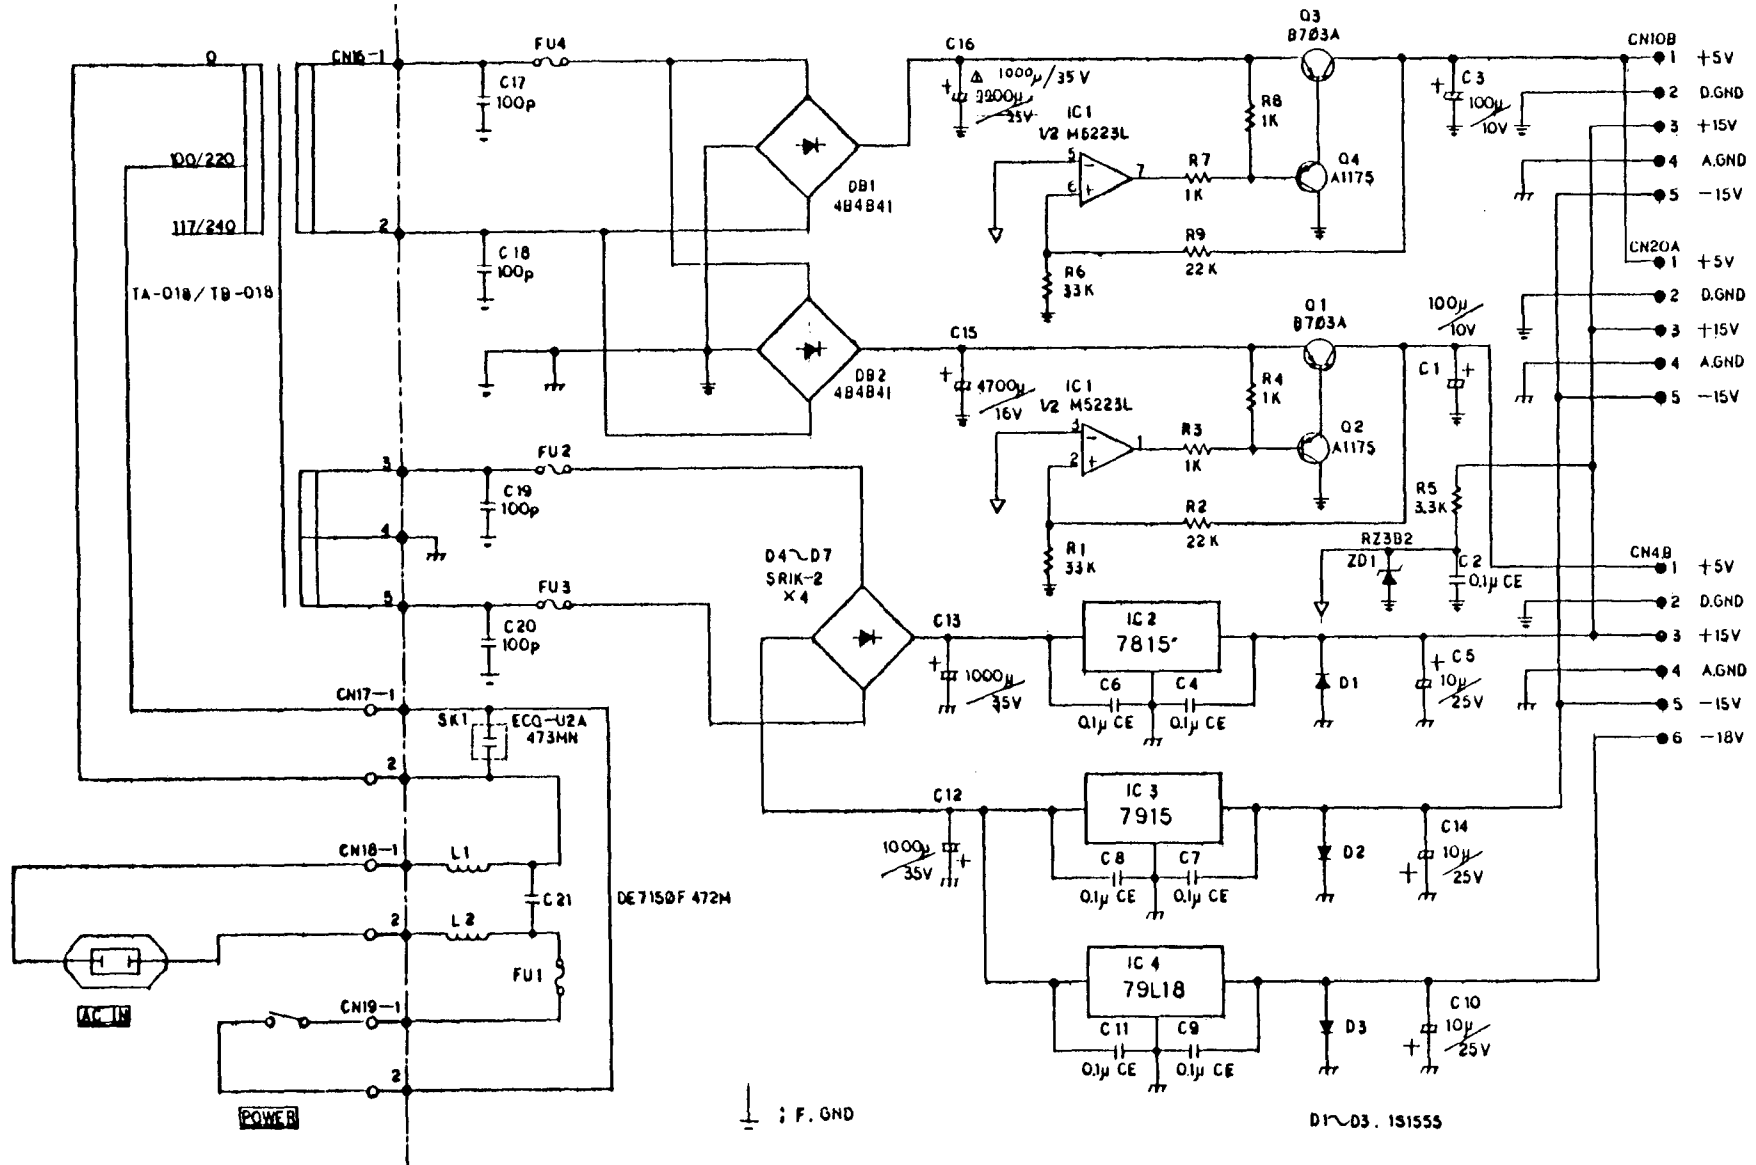 0
100/220
117/240
TA-018/TB-018
CN16-1
2
3
4
5
C17
100p
FU4
C18
100p
C19
100p
FU2
C20
100p
FU3
DB1
4B4B41
DB2
4B4B41
D4~D7
SR1K-2
×4
C16
Δ 1000μ/35V
+
25V
IC1
1/2 M5223L
5
-
6
+
7
R7
1K
R8
1K
Q3
B703A
Q4
A1175
R9
22K
R6
33K
C3
+
100μ
10V
C15
+
4700μ
16V
IC1
1/2 M5223L
3
-
2
+
1
R3
1K
R4
1K
Q1
B703A
Q2
A1175
R2
22K
R1
33K
100μ
10V
C1
+
R5
3.3K
RZ3B2
ZD1
C2
0.1μ CE
CN10B
1 +5V
2 D.GND
3 +15V
4 A.GND
5 -15V
CN20A
1 +5V
2 D.GND
3 +15V
4 A.GND
5 -15V
CN4B
1 +5V
2 D.GND
3 +15V
4 A.GND
5 -15V
6 -18V
C13
+
1000μ
35V
IC2
7815
C6
0.1μ CE
C4
0.1μ CE
D1
+
C5
10μ
25V
C12
1000μ
35V
+
IC3
7915
C8
0.1μ CE
C7
0.1μ CE
D2
C14
10μ
25V
+
IC4
79L18
C11
0.1μ CE
C9
0.1μ CE
D3
C10
10μ
25V
+
CN17-1
2
SK1
ECQ-U2A
473MN
CN18-1
L1
C21
DE7150F 472M
2
L2
FU1
CN19-1
2
AC IN
POWER
; F. GND
D1~D3. 1S1555